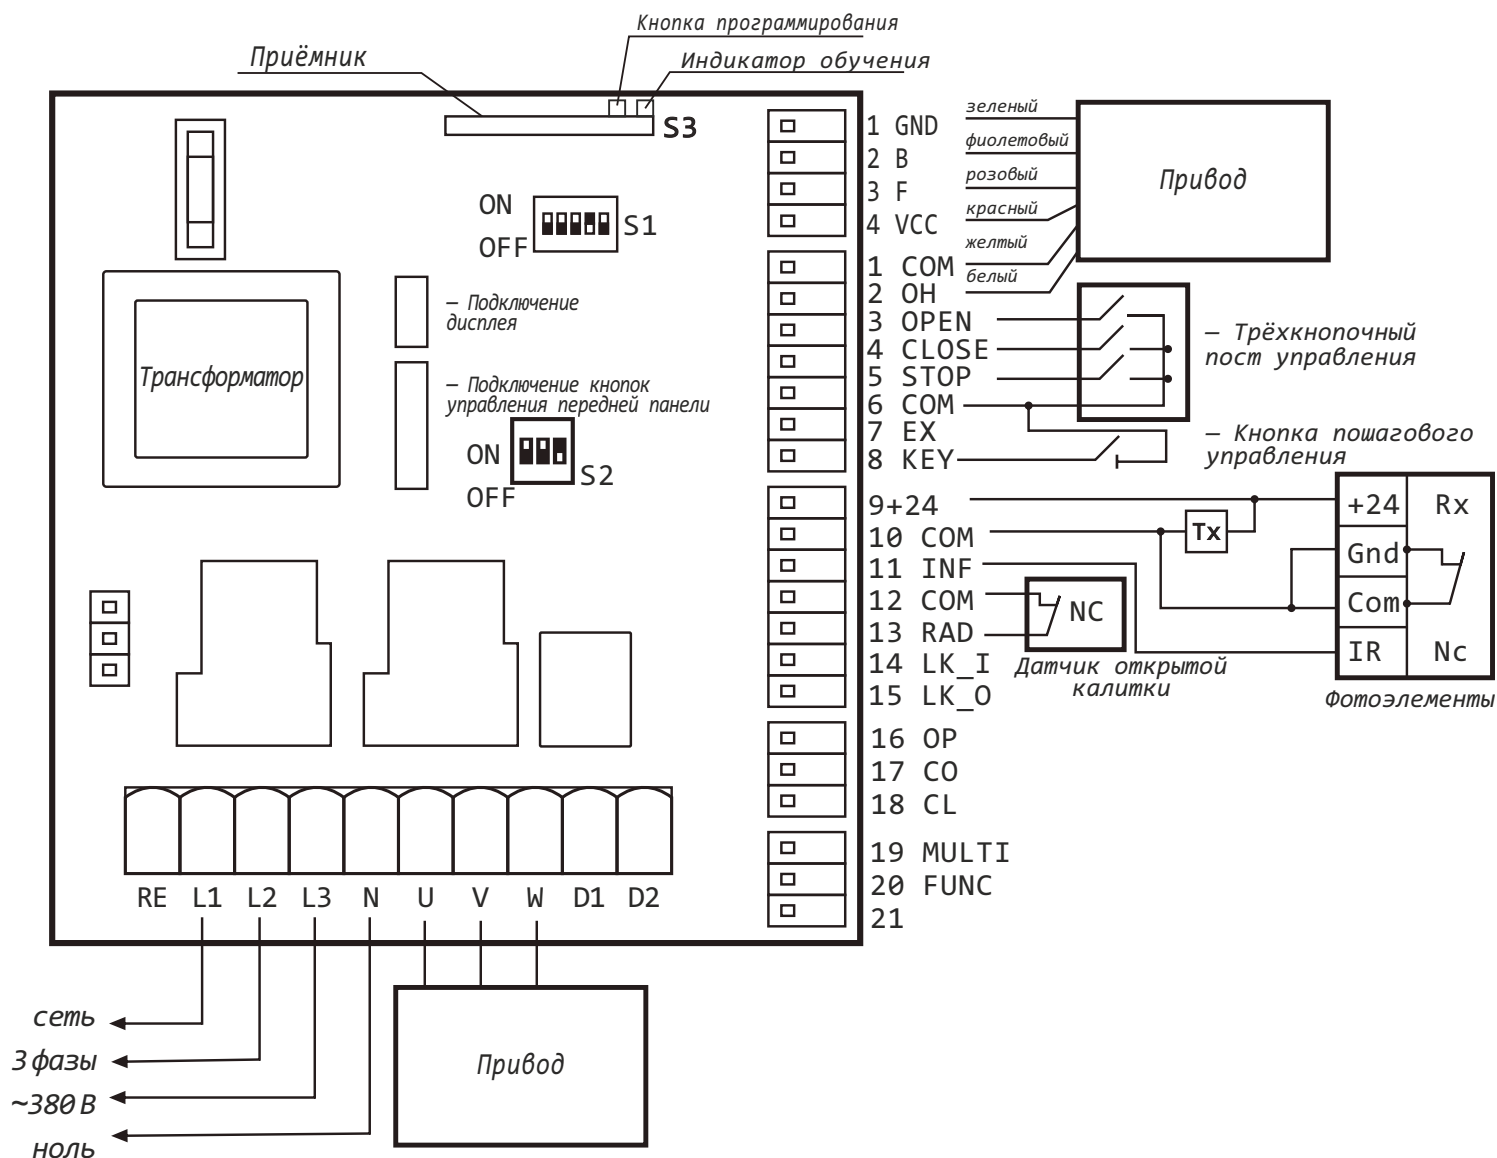 Кнопка программирования
Приёмник
Индикатор обучения
S3
ON
OFF
S1
– Подключение
дисплея
Трансформатор
– Подключение кнопок
управления передней панели
ON
OFF
S2
1 GND
2 B
3 F
4 VCC
зеленый
фиолетовый
розовый
красный
желтый
белый
Привод
1 COM
2 OH
3 OPEN
4 CLOSE
5 STOP
6 COM
7 EX
8 KEY
– Трёхкнопочный
пост управления
– Кнопка пошагового
управления
9+24
10 COM
11 INF
12 COM
13 RAD
14 LK_I
15 LK_O
Tx
NC
Датчик открытой
калитки
+24 Rx
Gnd
Com
IR Nc
Фотоэлементы
16 OP
17 CO
18 CL
19 MULTI
20 FUNC
21
RE L1 L2 L3 N U V W D1 D2
сеть
3 фазы
~380 В
ноль
Привод